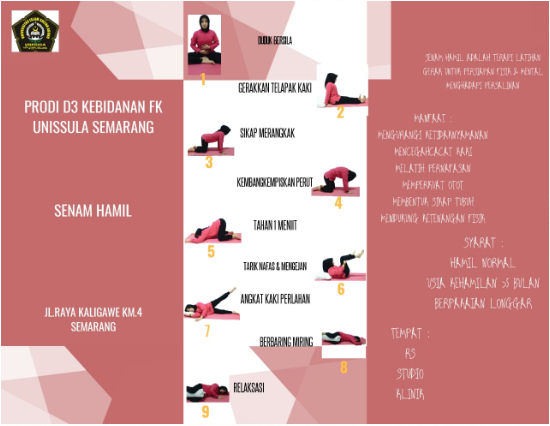 PRODI D3 KEBIDANAN FK
UNISSULA SEMARANG
SENAM HAMIL
JL.RAYA KALIGAWE KM.4
SEMARANG
DUDUK BERSILA
1
GERAKKAN TELAPAK KAKI
2
SIKAP MERANGKAK
3
KEMBANGKEMPISKAN PERUT
4
TAHAN 1 MENIIT
5
TARIK NAFAS & MENGEJAN
6
ANGKAT KAKI PERLAHAN
7
BERBARING MIRING
8
RELAKSASI
9
SENAM HAMIL ADALAH TERAPI LATIHAN
GERAK UNTUK PERSIAPAN FISIK & MENTAL
MENGHADAPI PERSALINAN
MANFAAT :
MENGURANGI KETIDAKNYAMANAN
MENCEGAHCACAT KAKI
MELATIH PERNAPASAN
MEMPERKUAT OTOT
MEMBENTUK SIKAP TUBUH
MENDUKUNG KETENANGAN FISIK
SYARAT :
HAMIL NORMAL
USIA KEHAMILAN >5 BULAN
BERPAKAIAN LONGGAR
TEMPAT :
RS
STUDIO
KLINIK